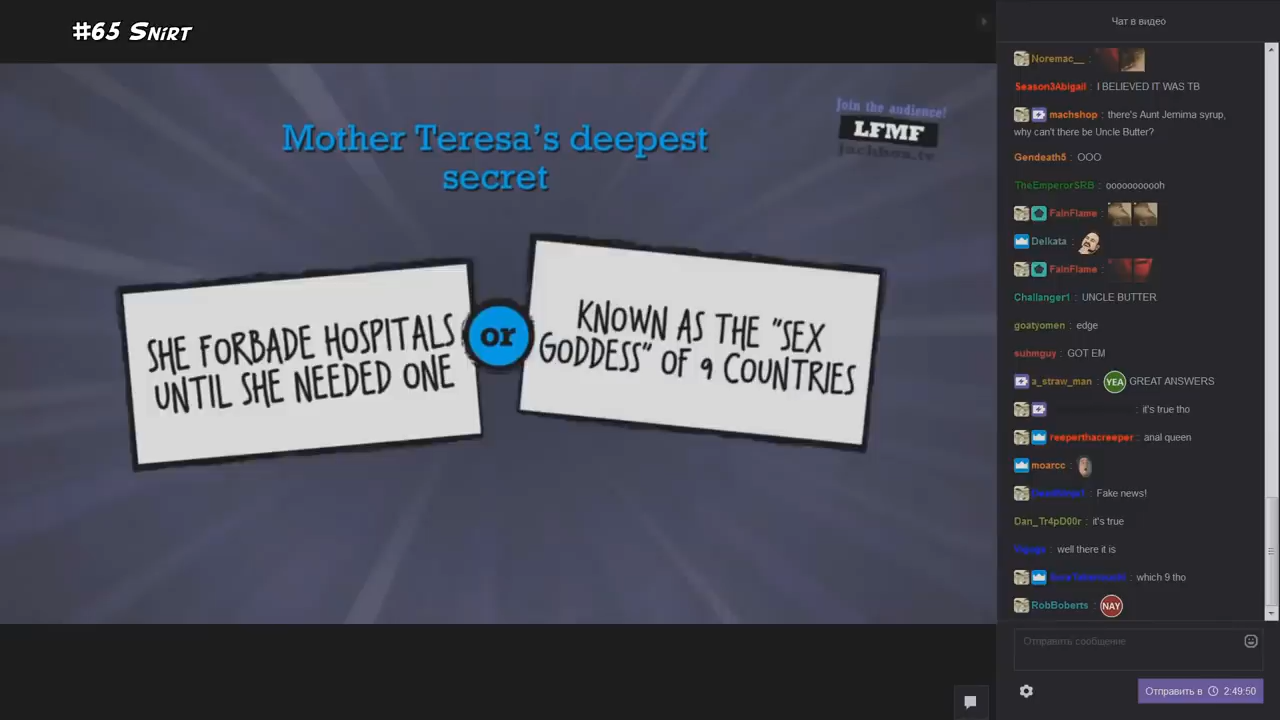 #65 SNIRT
Join the audience!
LFMF
jackbox.tv
Mother Teresa's deepest
secret
SHE FORBADE HOSPITALS
UNTIL SHE NEEDED ONE
or
KNOWN AS THE "SEX
GODDESS" OF 9 COUNTRIES
Чат в видео
Noremac__ :
Season3Abigail : I BELIEVED IT WAS TB
machshop : there's Aunt Jemima syrup,
why can't there be Uncle Butter?
Gendeath5 : OOO
TheEmperorSRB : ooooooooooh
FainFlame :
Delkata :
FainFlame :
Challanger1 : UNCLE BUTTER
goatyomen : edge
suhmguy : GOT EM
a_straw_man : YEA GREAT ANSWERS
: it's true tho
reeperthacreeper : anal queen
moarcc :
: Fake news!
Dan_Tr4pD00r : it's true
: well there it is
: which 9 tho
RobBoberts : NAY
Отправить сообщение
Отправить в 2:49:50